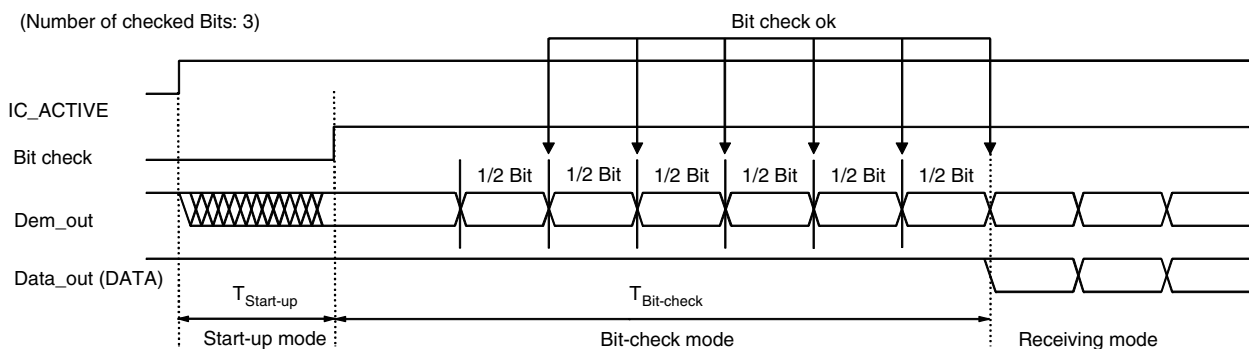 (Number of checked Bits: 3)
Bit check ok
IC_ACTIVE
Bit check
1/2 Bit 1/2 Bit 1/2 Bit 1/2 Bit 1/2 Bit 1/2 Bit
Dem_out
Data_out (DATA)
TStart-up TBit-check
Start-up mode Bit-check mode Receiving mode